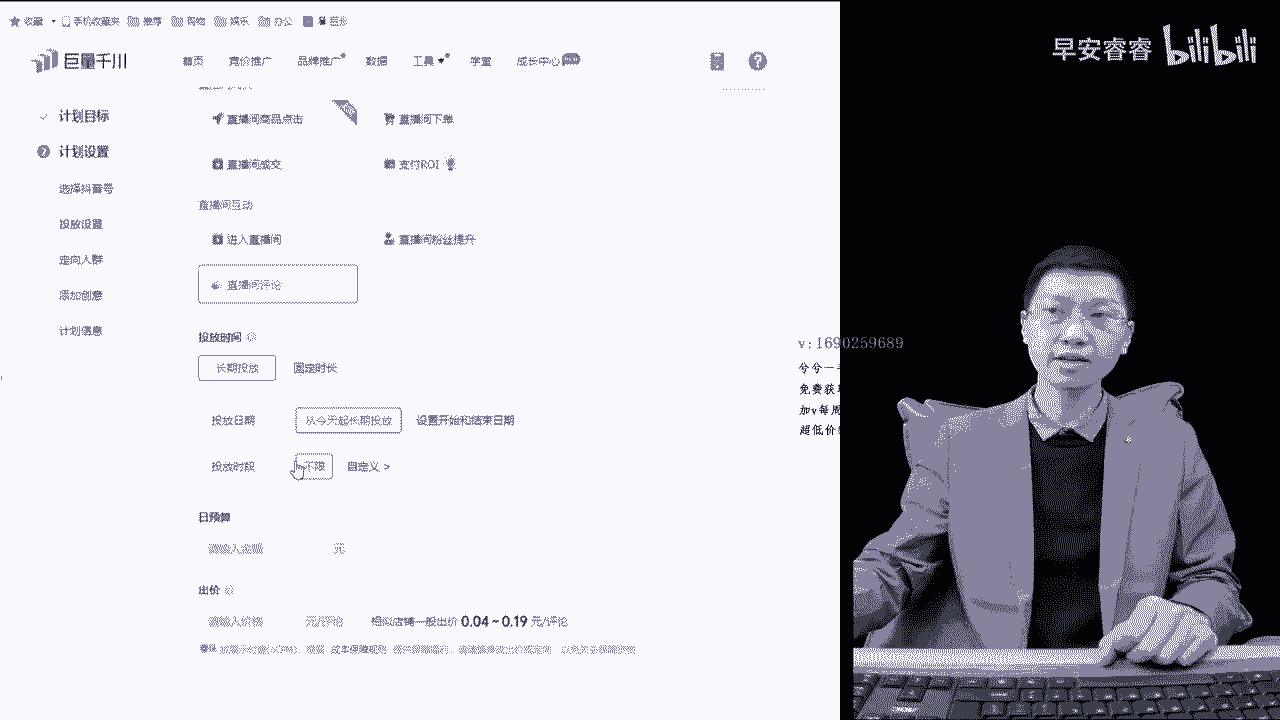 收藏 手机收藏夹 推荐 购物 娱乐 办公
巨量千川 首页 竞价推广 品牌推广 数据 工具 学堂 成长中心
早安睿睿 bilibili
计划目标
计划设置
选择抖音号
投放设置
定向人群
添加创意
计划信息
直播间商品点击 直播间下单
直播间成交 支付ROI
直播间互动
进入直播间 直播间粉丝提升
直播间评论
投放时间
长期投放 固定时长
投放日期 从今天起长期投放 设置开始和结束日期
投放时段 不限 自定义 >
日预算
请输入金额 元
出价
请输入价格 元/评论 相似店铺一般出价 0.04 ~ 0.19 元/评论
v:1690259689
兮兮一手
免费获取
加v每周
超低价